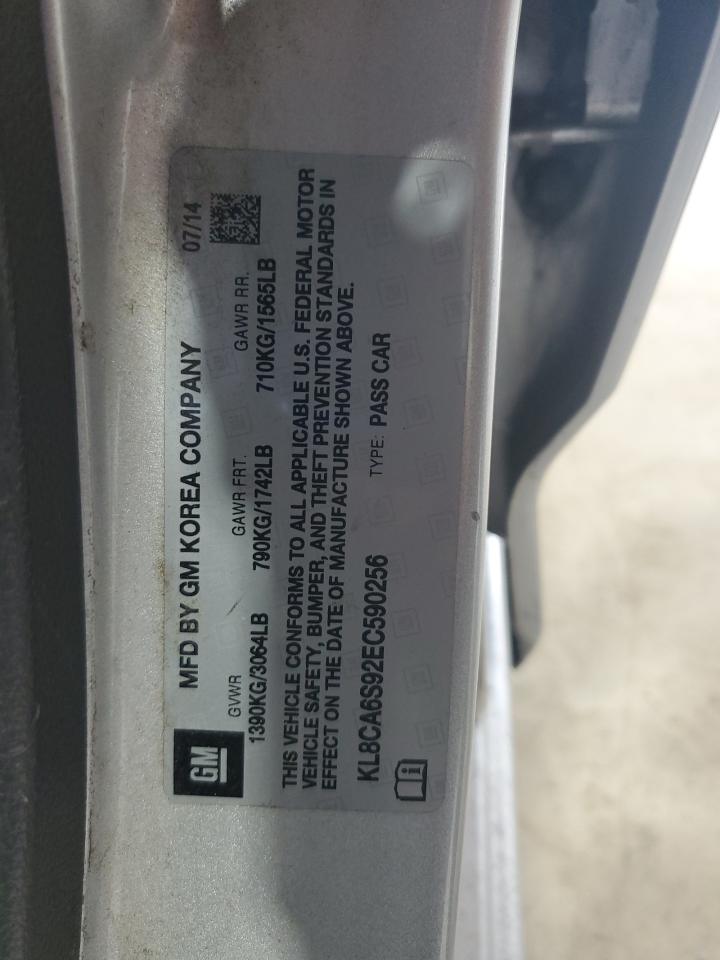 GM
MFD BY GM KOREA COMPANY
07/14
GVWR GAWR FRT. GAWR RR.
1390KG/3064LB 790KG/1742LB 710KG/1565LB
THIS VEHICLE CONFORMS TO ALL APPLICABLE U.S. FEDERAL MOTOR
VEHICLE SAFETY, BUMPER, AND THEFT PREVENTION STANDARDS IN
EFFECT ON THE DATE OF MANUFACTURE SHOWN ABOVE.
KL8CA6S92EC590256 TYPE: PASS CAR